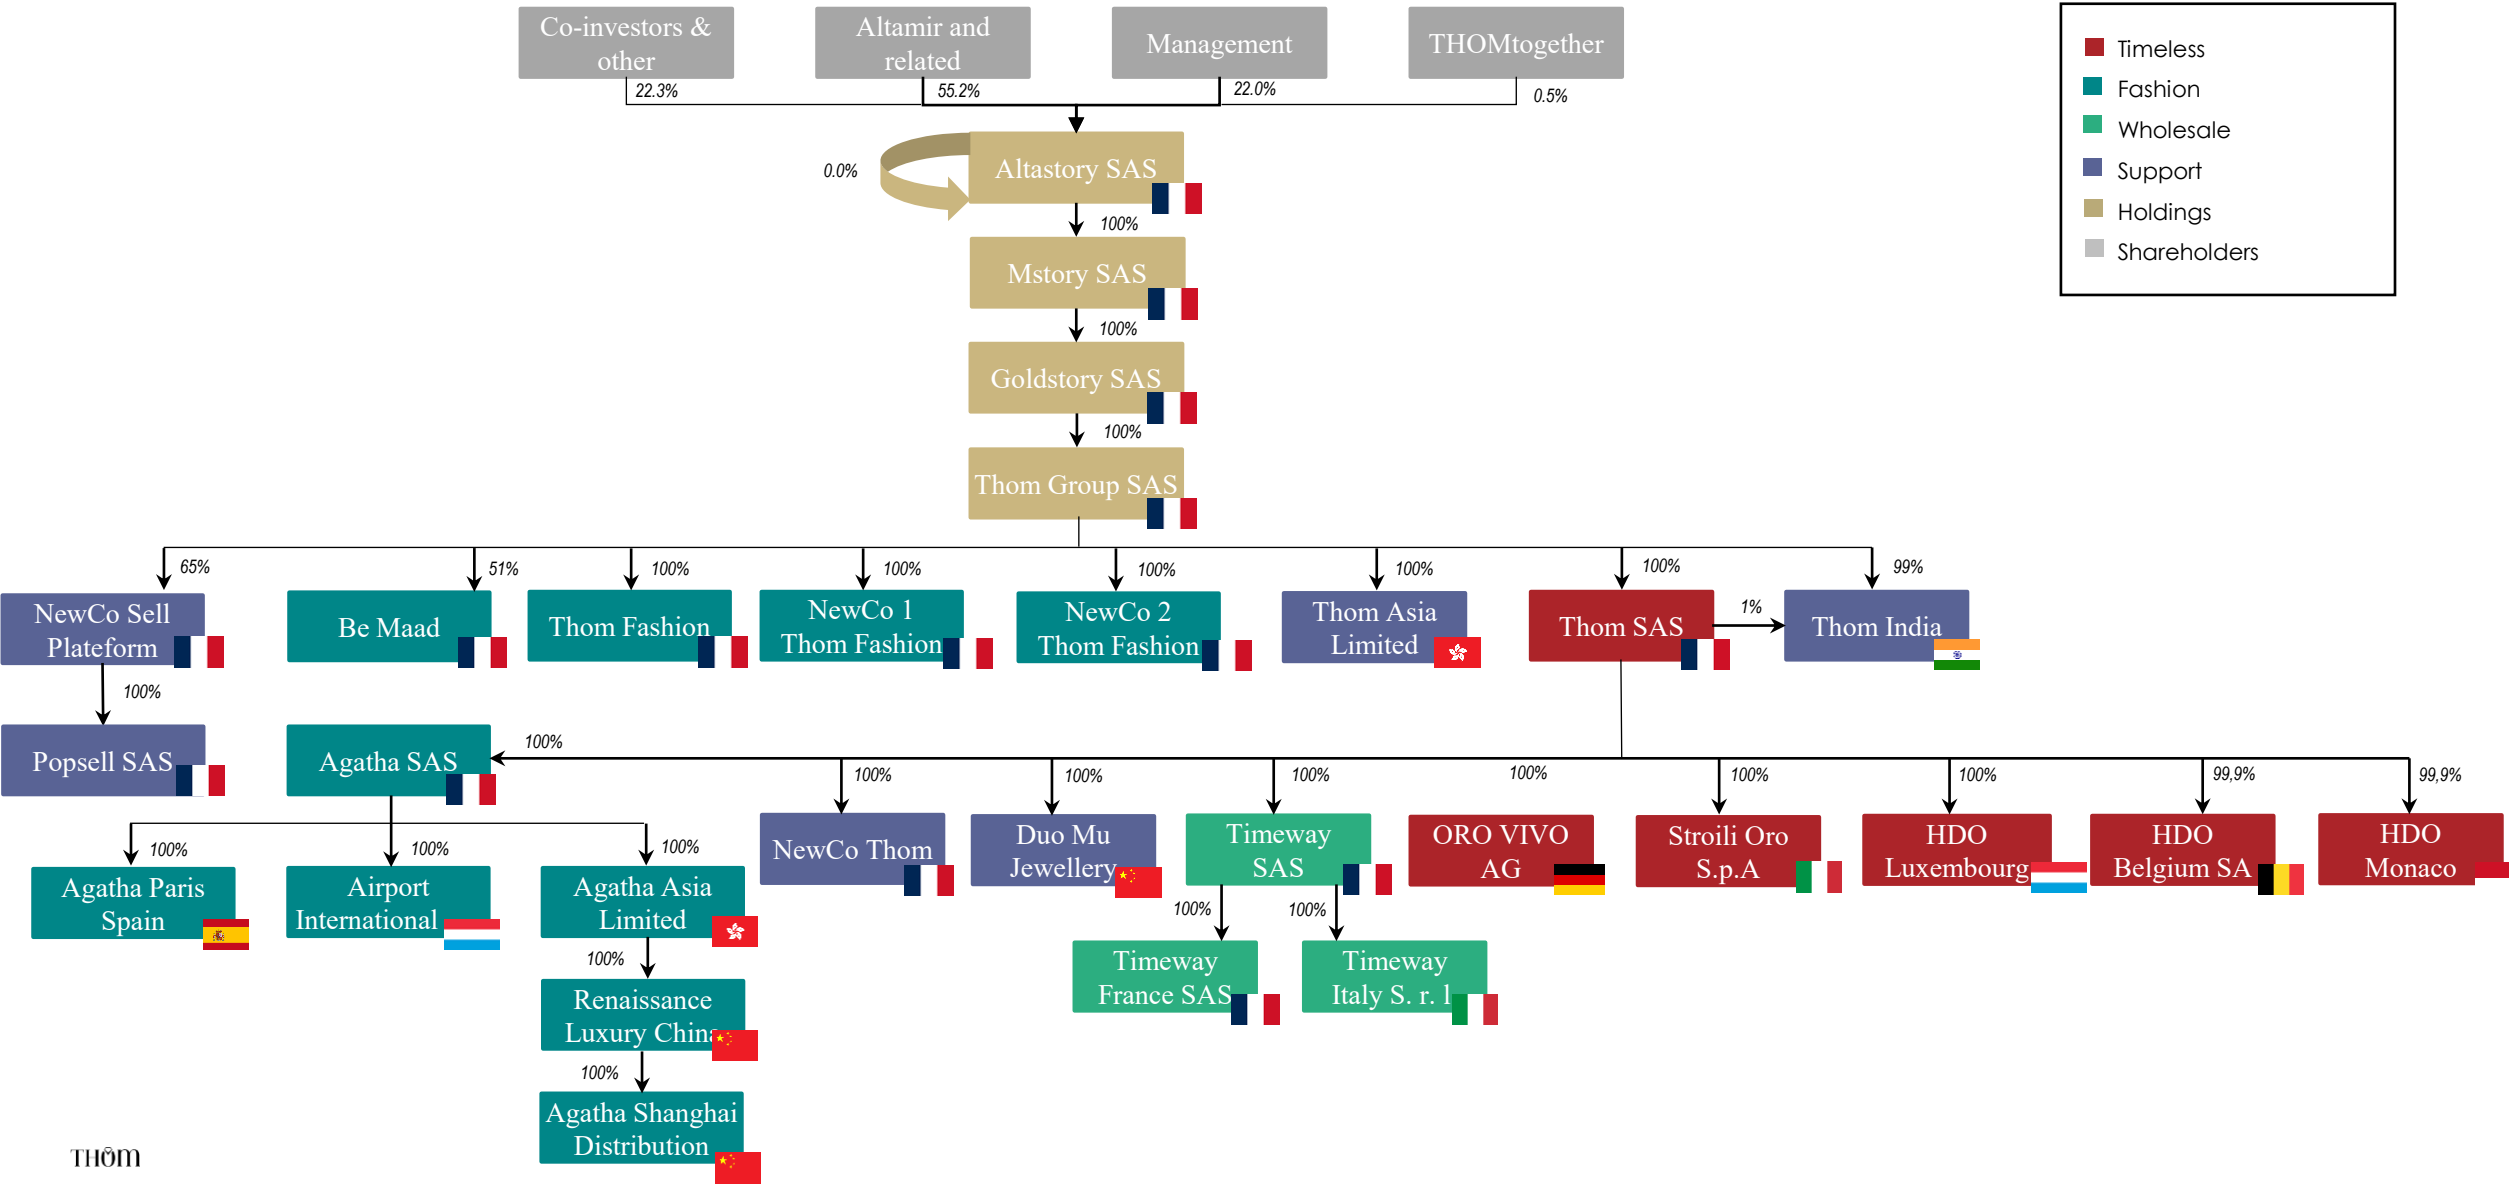 Co-investors &
other
Altamir and
related
Management
THOMtogether
22.3%
55.2%
22.0%
0.5%
Timeless
Fashion
Wholesale
Support
Holdings
Shareholders
0.0%
Altastory SAS
100%
Mstory SAS
100%
Goldstory SAS
100%
Thom Group SAS
65%
51%
100%
100%
100%
100%
100%
99%
NewCo Sell
Plateform
Be Maad
Thom Fashion
NewCo 1
Thom Fashion
NewCo 2
Thom Fashion
Thom Asia
Limited
Thom SAS
1%
Thom India
100%
Popsell SAS
Agatha SAS
100%
100%
100%
100%
100%
100%
100%
99,9%
99,9%
NewCo Thom
Duo Mu
Jewellery
Timeway
SAS
ORO VIVO
AG
Stroili Oro
S.p.A
HDO
Luxembourg
HDO
Belgium SA
HDO
Monaco
100%
100%
100%
Agatha Paris
Spain
Airport
International
Agatha Asia
Limited
100%
100%
Timeway
France SAS
Timeway
Italy S. r. l
100%
Renaissance
Luxury China
100%
Agatha Shanghai
Distribution
THÔM